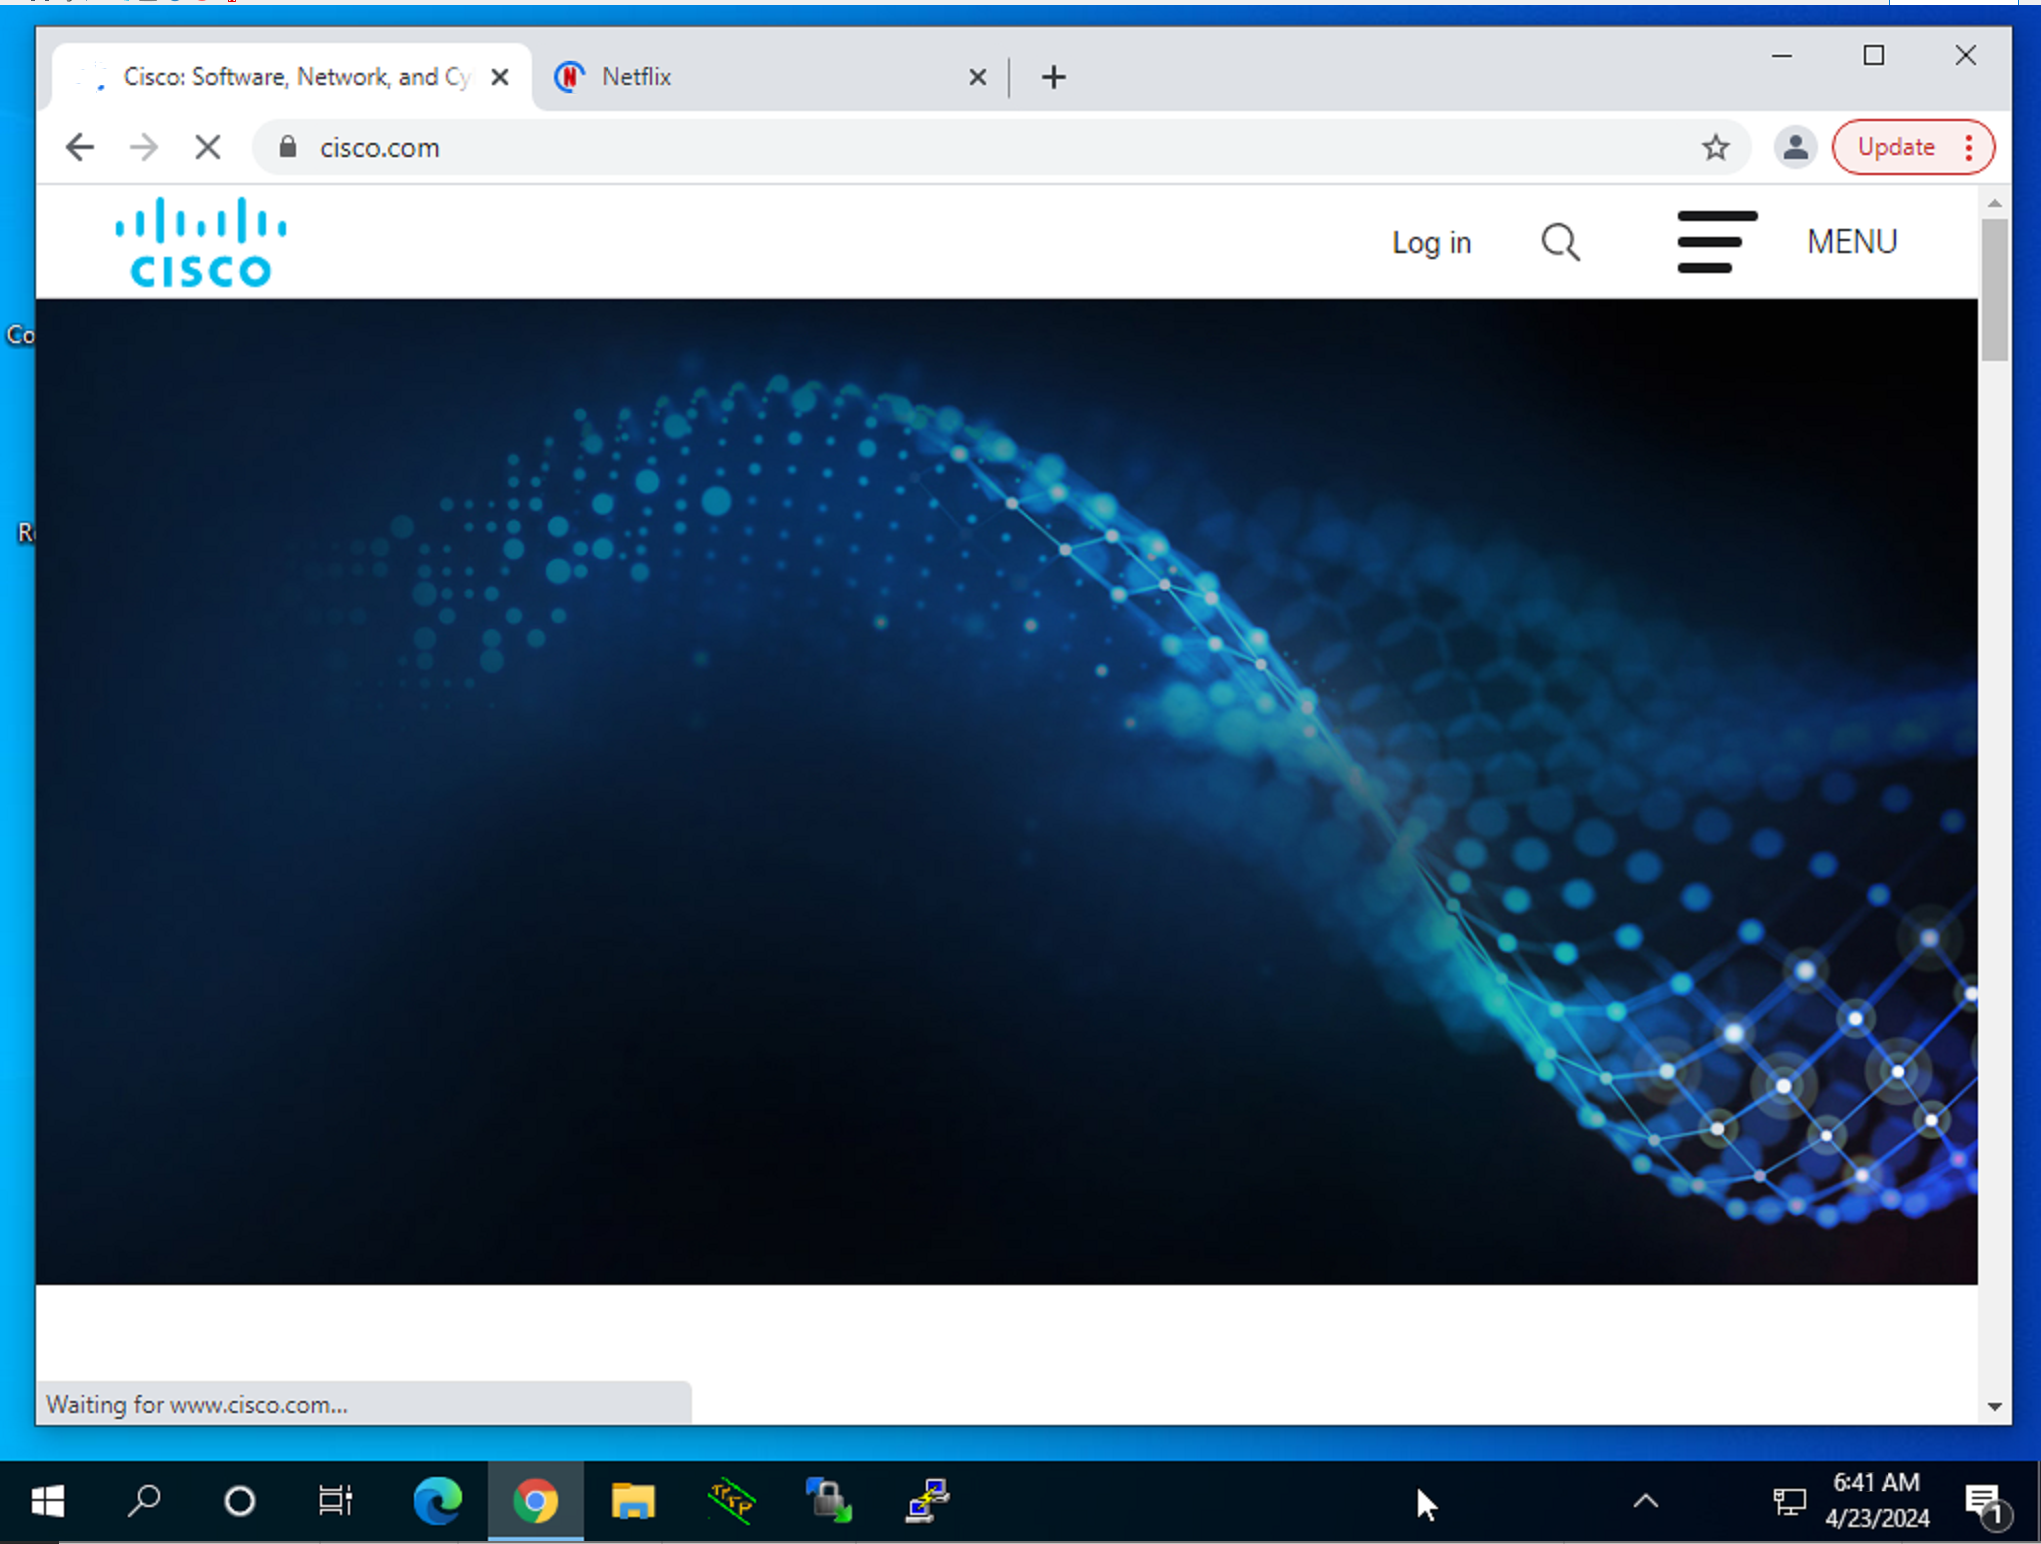 Cisco: Software, Network, and Cy
Netflix
cisco.com
Update
CISCO
Log in
MENU
Co
R
Waiting for www.cisco.com...
TFTP
6:41 AM
4/23/2024
1